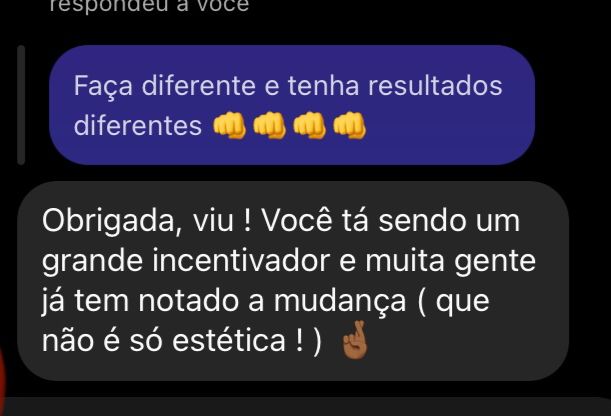 respondeu a você
Faça diferente e tenha resultados
diferentes 👊👊👊👊
Obrigada, viu ! Você tá sendo um
grande incentivador e muita gente
já tem notado a mudança ( que
não é só estética ! ) 🤞🏾